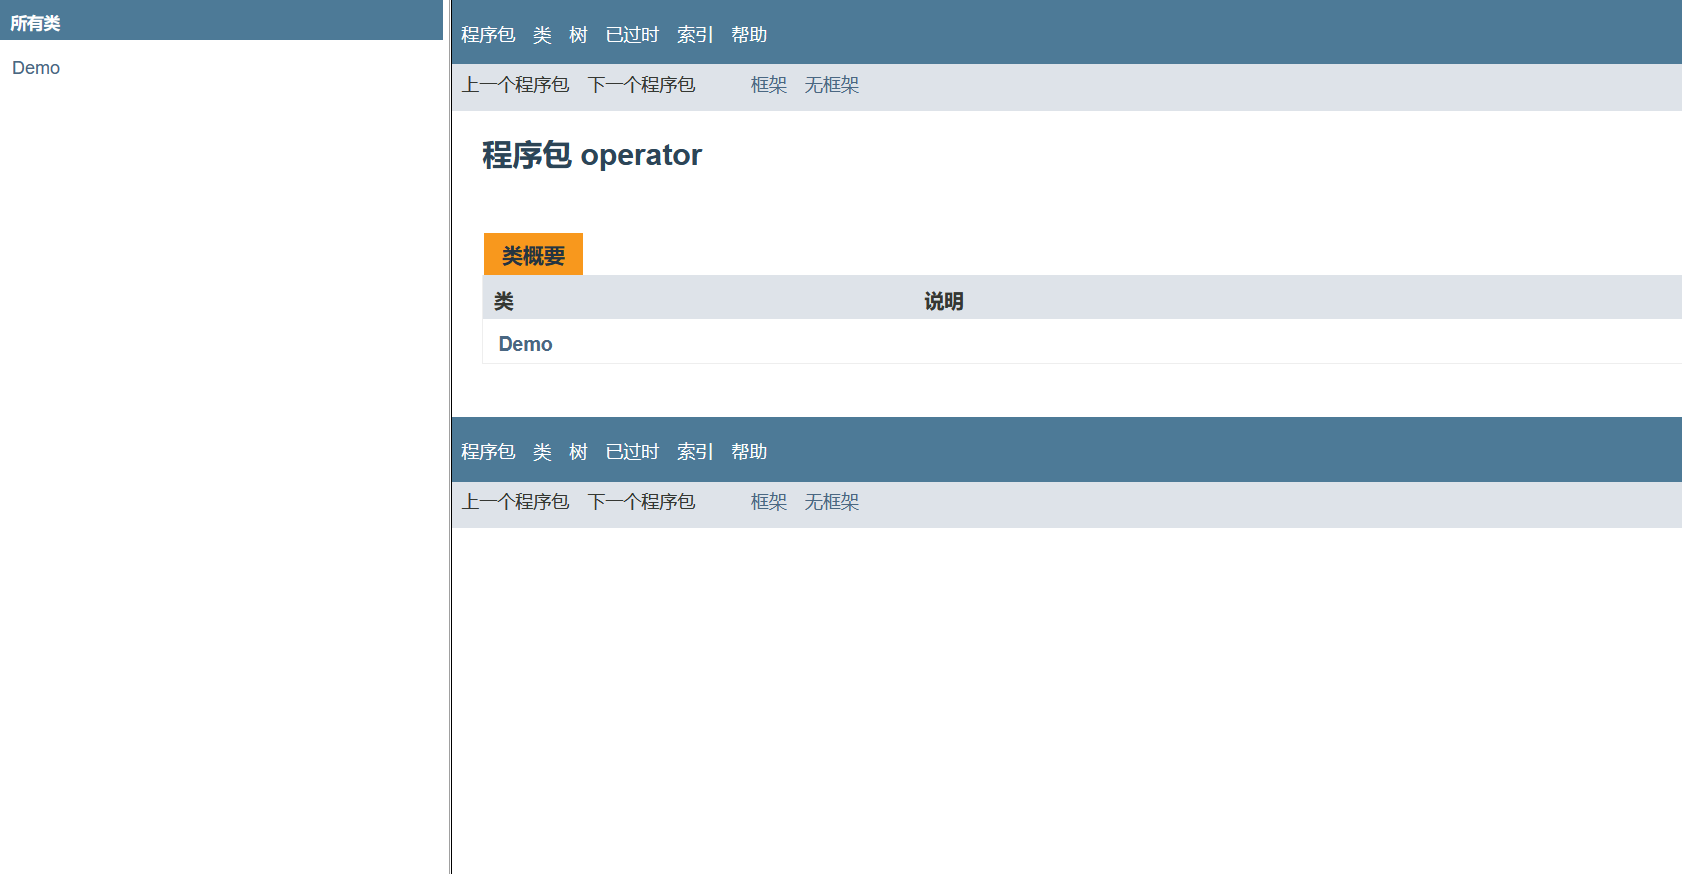 所有类
Demo
程序包 类 树 已过时 索引 帮助
上一个程序包 下一个程序包 框架 无框架
程序包 operator
类概要
类 说明
Demo
程序包 类 树 已过时 索引 帮助
上一个程序包 下一个程序包 框架 无框架